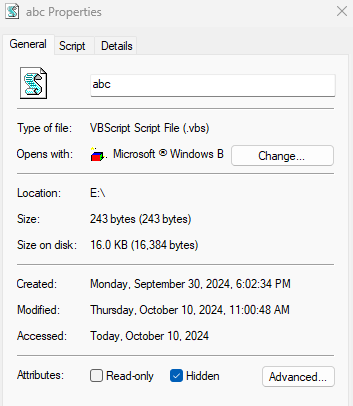 abc Properties
General Script Details
abc
Type of file: VBScript Script File (.vbs)
Opens with: Microsoft ® Windows B Change...
Location: E:\
Size: 243 bytes (243 bytes)
Size on disk: 16.0 KB (16,384 bytes)
Created: Monday, September 30, 2024, 6:02:34 PM
Modified: Thursday, October 10, 2024, 11:00:48 AM
Accessed: Today, October 10, 2024
Attributes: Read-only Hidden Advanced...